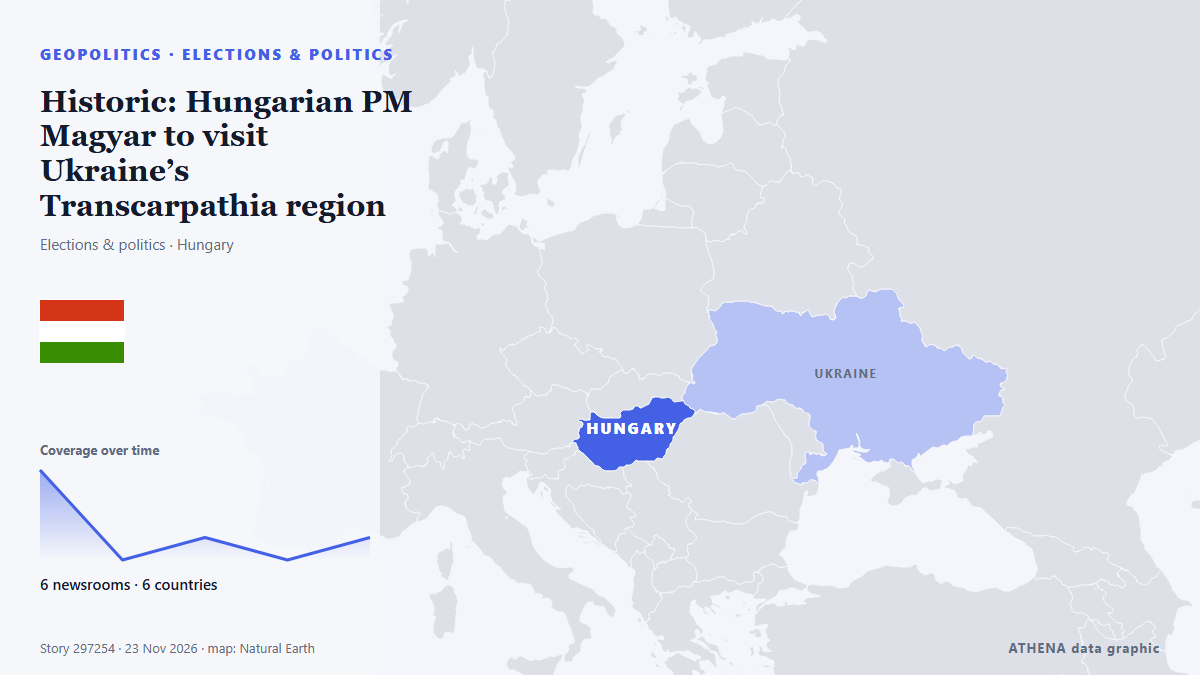 GEOPOLITICS · ELECTIONS & POLITICS
Historic: Hungarian PM
Magyar to visit
Ukraine’s
Transcarpathia region
Elections & politics · Hungary
UKRAINE
HUNGARY
Coverage over time
6 newsrooms · 6 countries
Story 297254 · 23 Nov 2026 · map: Natural Earth
ATHENA data graphic